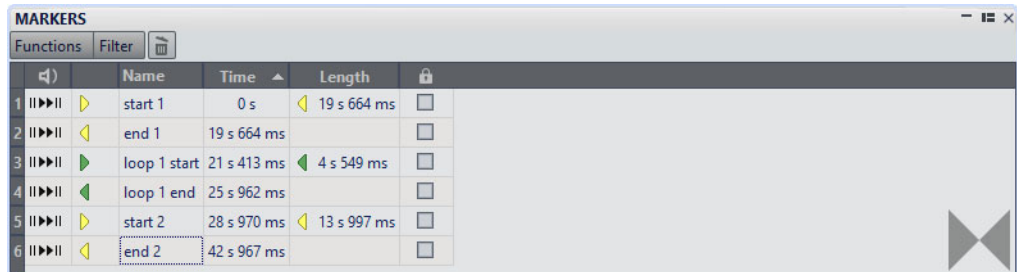 MARKERS
Functions Filter
Name Time Length
1 start 1 0 s 19 s 664 ms
2 end 1 19 s 664 ms
3 loop 1 start 21 s 413 ms 4 s 549 ms
4 loop 1 end 25 s 962 ms
5 start 2 28 s 970 ms 13 s 997 ms
6 end 2 42 s 967 ms